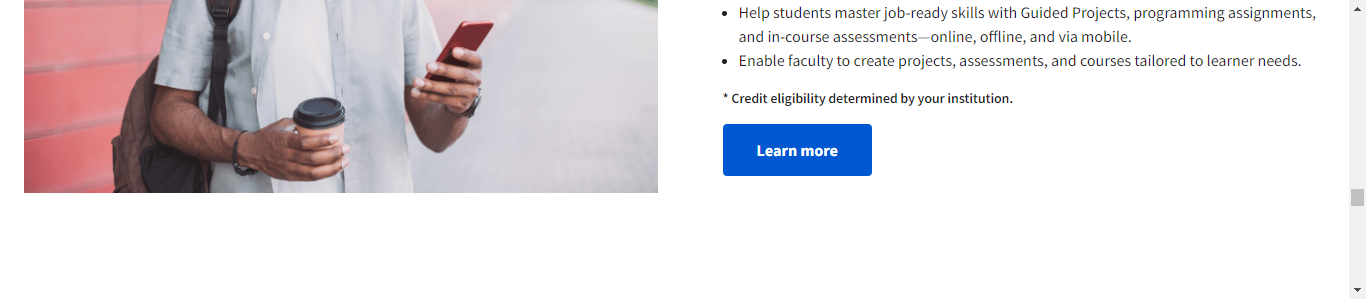 • Help students master job-ready skills with Guided Projects, programming assignments,
and in-course assessments—online, offline, and via mobile.
• Enable faculty to create projects, assessments, and courses tailored to learner needs.
* Credit eligibility determined by your institution.
Learn more